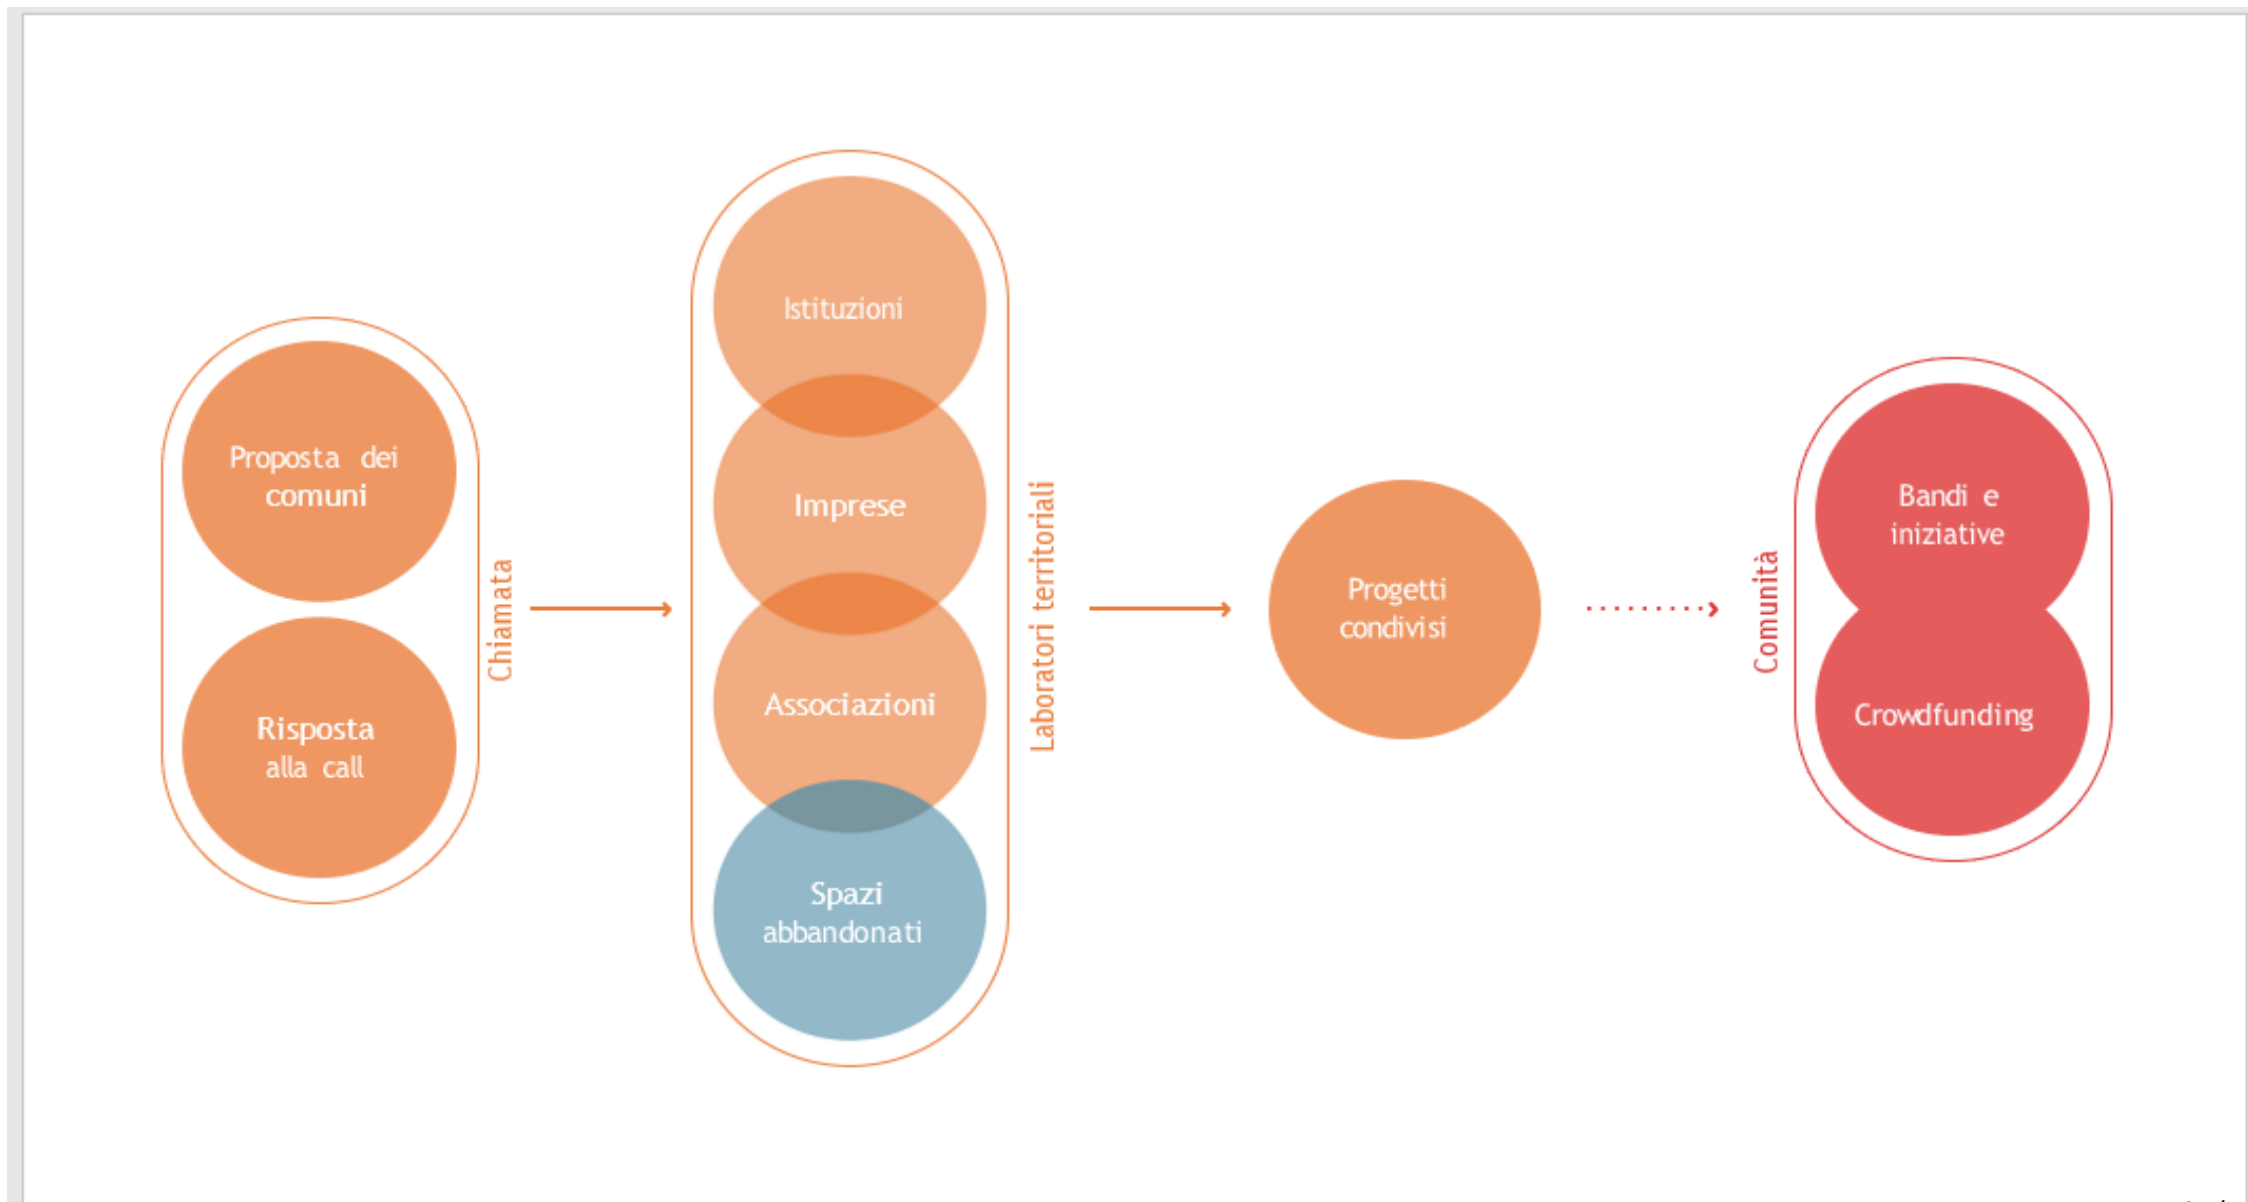 Proposta dei
comuni
Risposta
alla call
Chiamata
Istituzioni
Imprese
Associazioni
Spazi
abbandonati
Laboratori territoriali
Progetti
condivisi
Comunità
Bandi e
iniziative
Crowdfunding